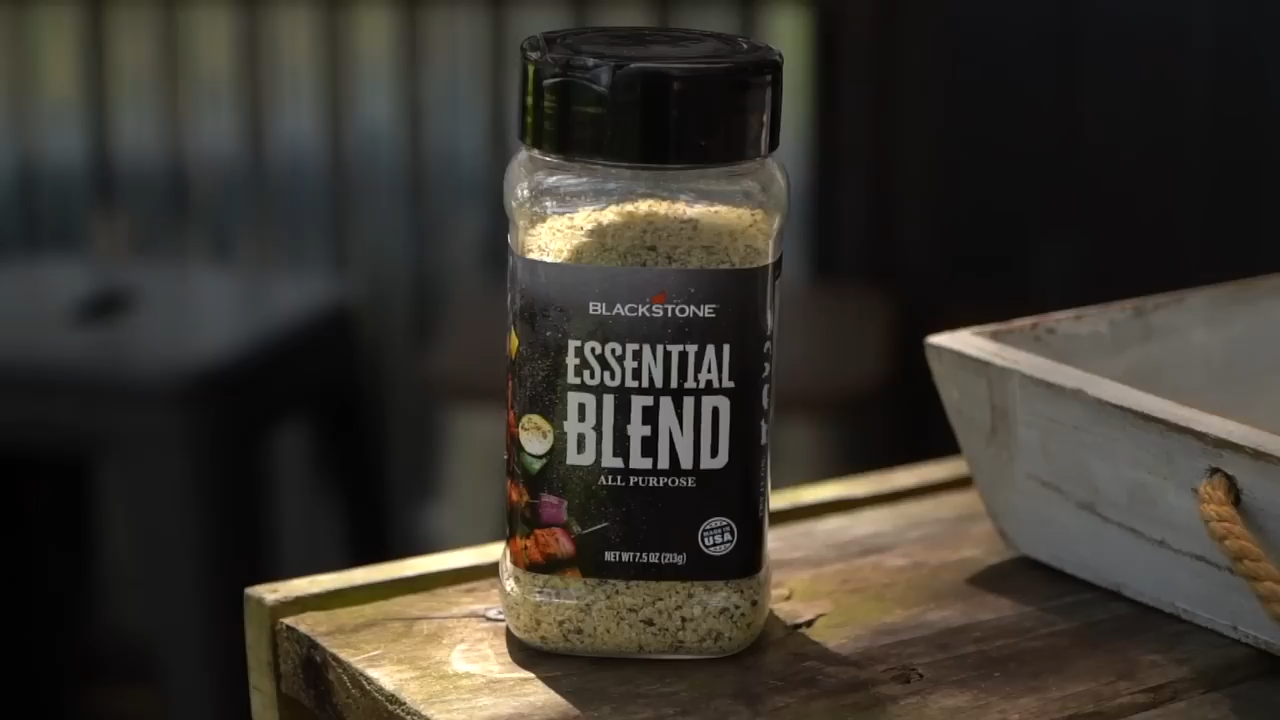 BLACKSTONE
ESSENTIAL
BLEND
ALL PURPOSE
MADE IN
USA
NET WT 7.5 OZ (213g)